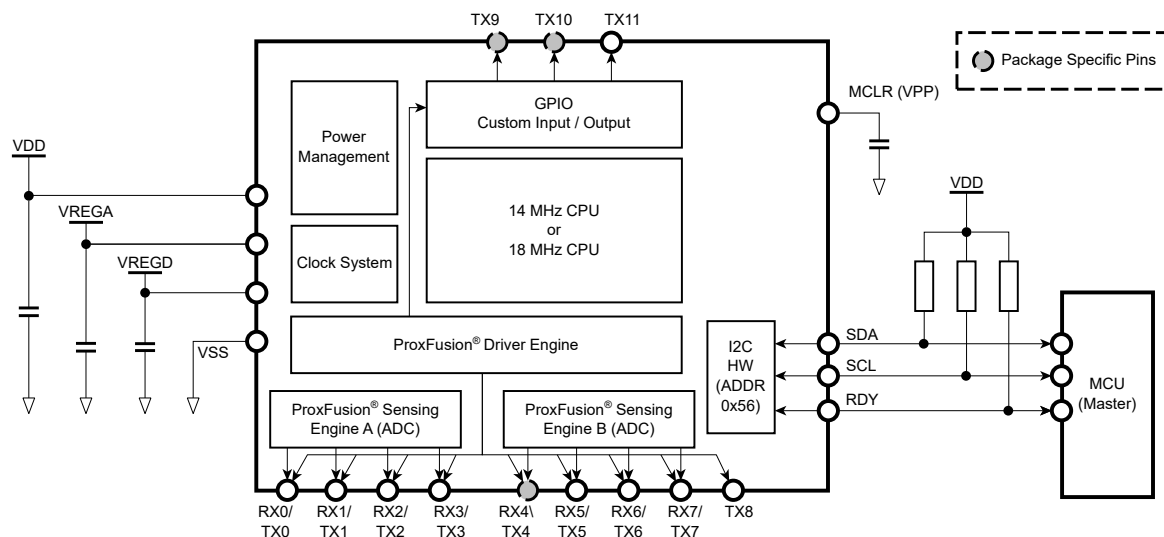 TX9 TX10 TX11
Package Specific Pins
MCLR (VPP)
GPIO
Custom Input / Output
Power
Management
VDD
VREGA
VREGD
VSS
14 MHz CPU
or
18 MHz CPU
Clock System
VDD
ProxFusion® Driver Engine
I2C
HW
(ADDR
0x56)
SDA
SCL
RDY
MCU
(Master)
ProxFusion® Sensing
Engine A (ADC)
ProxFusion® Sensing
Engine B (ADC)
RX0/
TX0
RX1/
TX1
RX2/
TX2
RX3/
TX3
RX4\
TX4
RX5/
TX5
RX6/
TX6
RX7/
TX7
TX8